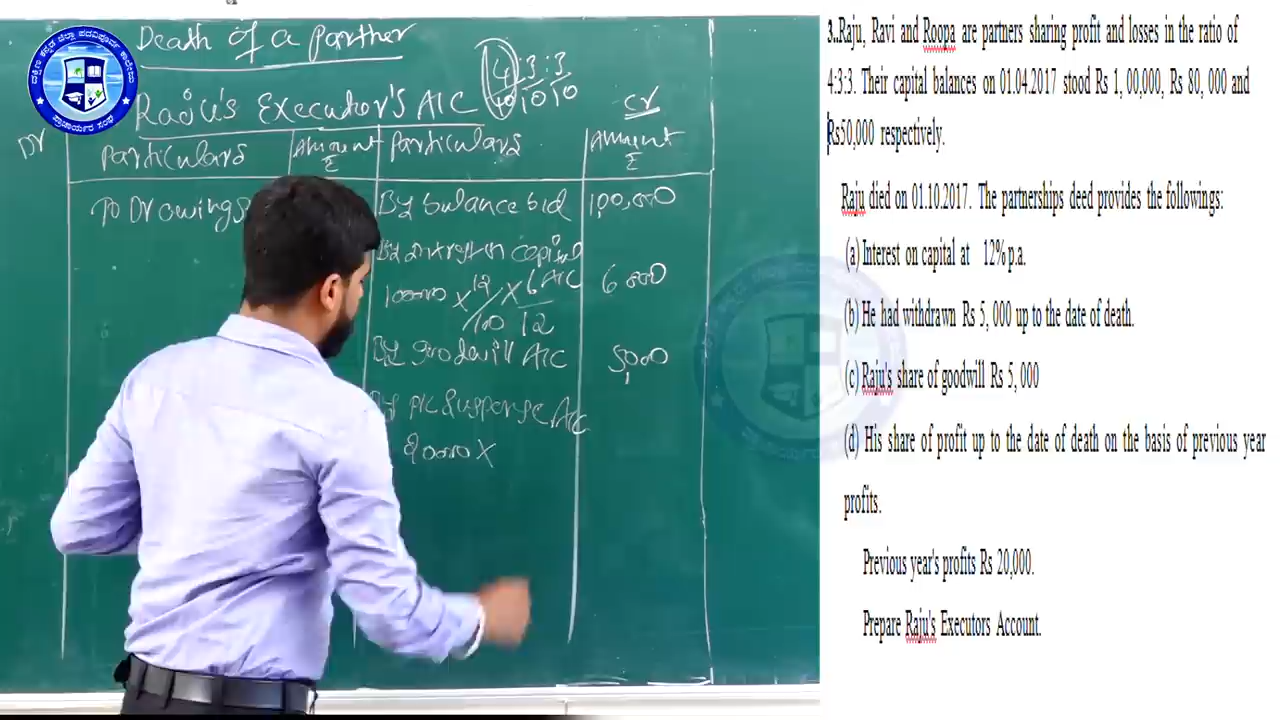 Death of a Partner
4:3:3
10 10 10
Raju's Executor's A/C
Dr
Cr
Particulars
Amount
₹
Particulars
Amount
₹
To Drawings
By balance b/d 1,00,000
By Interest on capital
A/C 6000
100000 X 12/100 X 6/12
By goodwill A/C 5,000
By P/L Suspense A/C
20000 X
3..Raju, Ravi and Roopa are partners sharing profit and losses in the ratio of
4:3:3. Their capital balances on 01.04.2017 stood Rs 1, 00,000, Rs 80, 000 and
Rs50,000 respectively.
Raju died on 01.10.2017. The partnerships deed provides the followings:
(a) Interest on capital at 12% p.a.
(b) He had withdrawn Rs 5, 000 up to the date of death.
(c) Raju's share of goodwill Rs 5, 000
(d) His share of profit up to the date of death on the basis of previous year
profits.
Previous year's profits Rs 20,000.
Prepare Raju's Executors Account.